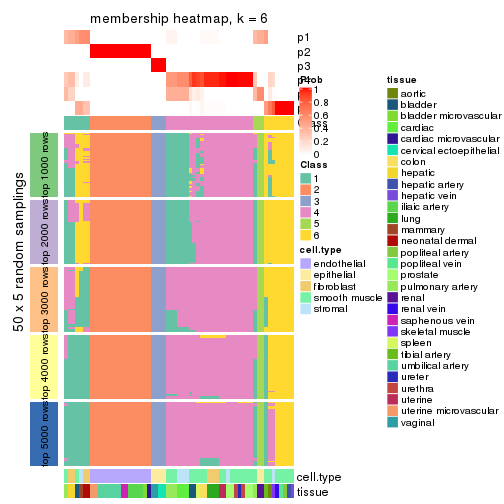 membership heatmap, k = 6
p1
p2
p3
Prob
1
0.8
0.6
0.4
0.2
0
Class
1
2
3
4
5
6
cell.type
endothelial
epithelial
fibroblast
smooth muscle
stromal
tissue
aortic
bladder
bladder microvascular
cardiac
cardiac microvascular
cervical ectoepithelial
colon
hepatic
hepatic artery
hepatic vein
iliaic artery
lung
mammary
neonatal dermal
popliteal artery
popliteal vein
prostate
pulmonary artery
renal
renal vein
saphenous vein
skeletal muscle
spleen
tibial artery
umbilical artery
ureter
urethra
uterine
uterine microvascular
vaginal
50 x 5 random samplings
top 1000 rows
top 2000 rows
top 3000 rows
top 4000 rows
top 5000 rows
cell.type
tissue